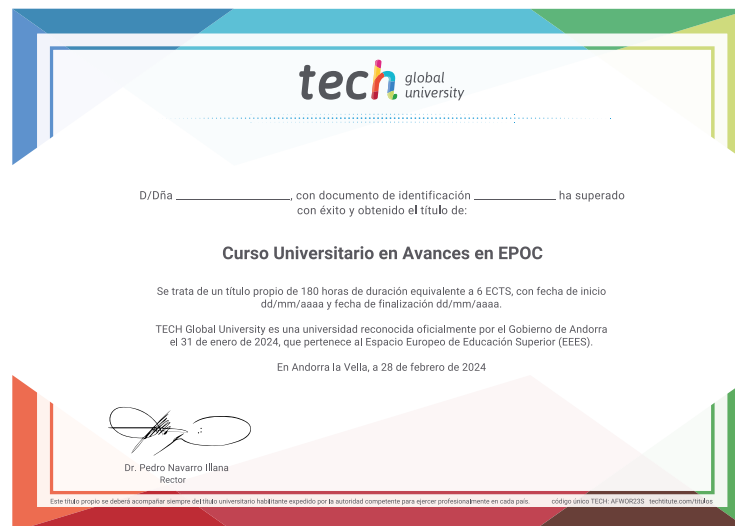 tech global university
D/Dña ____________________, con documento de identificación ______________ ha superado
con éxito y obtenido el título de:
Curso Universitario en Avances en EPOC
Se trata de un título propio de 180 horas de duración equivalente a 6 ECTS, con fecha de inicio
dd/mm/aaaa y fecha de finalización dd/mm/aaaa.
TECH Global University es una universidad reconocida oficialmente por el Gobierno de Andorra
el 31 de enero de 2024, que pertenece al Espacio Europeo de Educación Superior (EEES).
En Andorra la Vella, a 28 de febrero de 2024
Dr. Pedro Navarro Illana
Rector
Este título propio se deberá acompañar siempre del título universitario habilitante expedido por la autoridad competente para ejercer profesionalmente en cada país. código único TECH: AFWOR23S techtitute.com/titulos